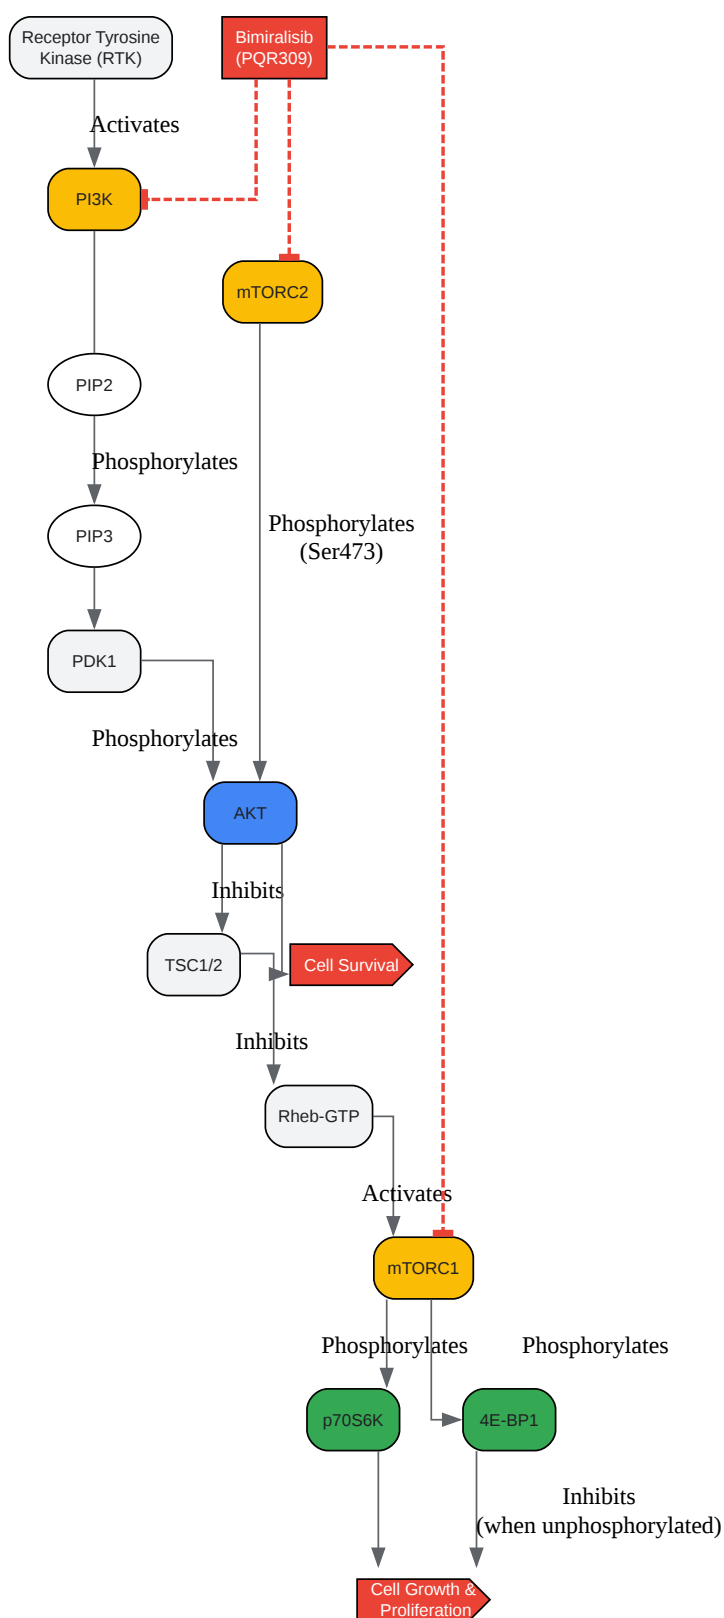 Receptor Tyrosine
Kinase (RTK)
Bimiralisib
(PQR309)
Activates
PI3K
mTORC2
PIP2
Phosphorylates
PIP3
Phosphorylates
(Ser473)
PDK1
Phosphorylates
AKT
Inhibits
TSC1/2
Cell Survival
Inhibits
Rheb-GTP
Activates
mTORC1
Phosphorylates
Phosphorylates
p70S6K
4E-BP1
Inhibits
(when unphosphorylated)
Cell Growth &
Proliferation